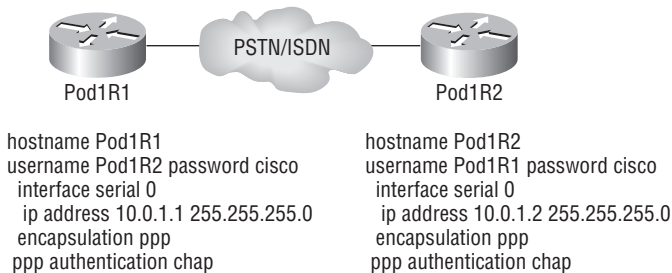 PSTN/ISDN
Pod1R1
Pod1R2
hostname Pod1R1
username Pod1R2 password cisco
interface serial 0
ip address 10.0.1.1 255.255.255.0
encapsulation ppp
ppp authentication chap
hostname Pod1R2
username Pod1R1 password cisco
interface serial 0
ip address 10.0.1.2 255.255.255.0
encapsulation ppp
ppp authentication chap